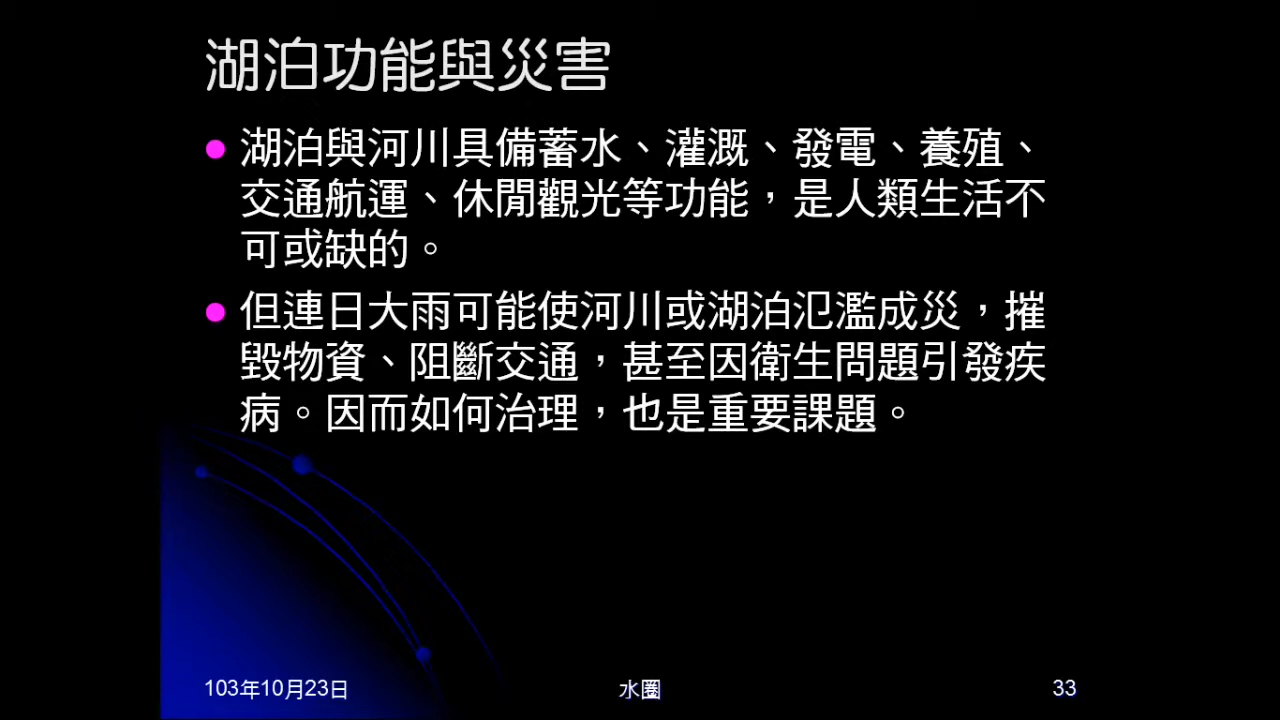 湖泊功能與災害
湖泊與河川具備蓄水、灌溉、發電、養殖、
交通航運、休閒觀光等功能，是人類生活不
可或缺的。
但連日大雨可能使河川或湖泊氾濫成災，摧
毀物資、阻斷交通，甚至因衛生問題引發疾
病。因而如何治理，也是重要課題。
103年10月23日
水圈
33